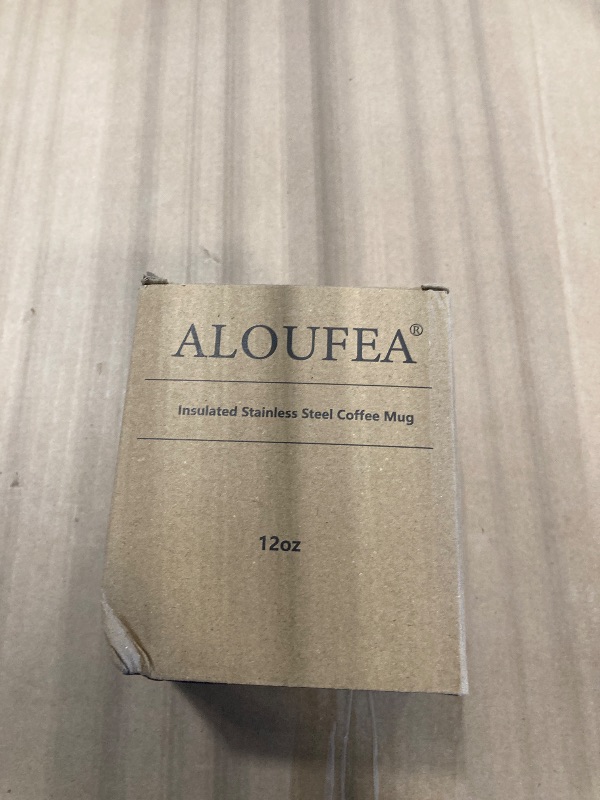 ALOUFEA®
Insulated Stainless Steel Coffee Mug
12oz